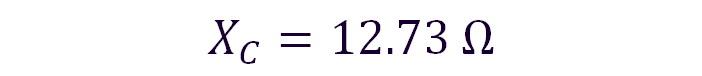 X_C = 12.73 Ω